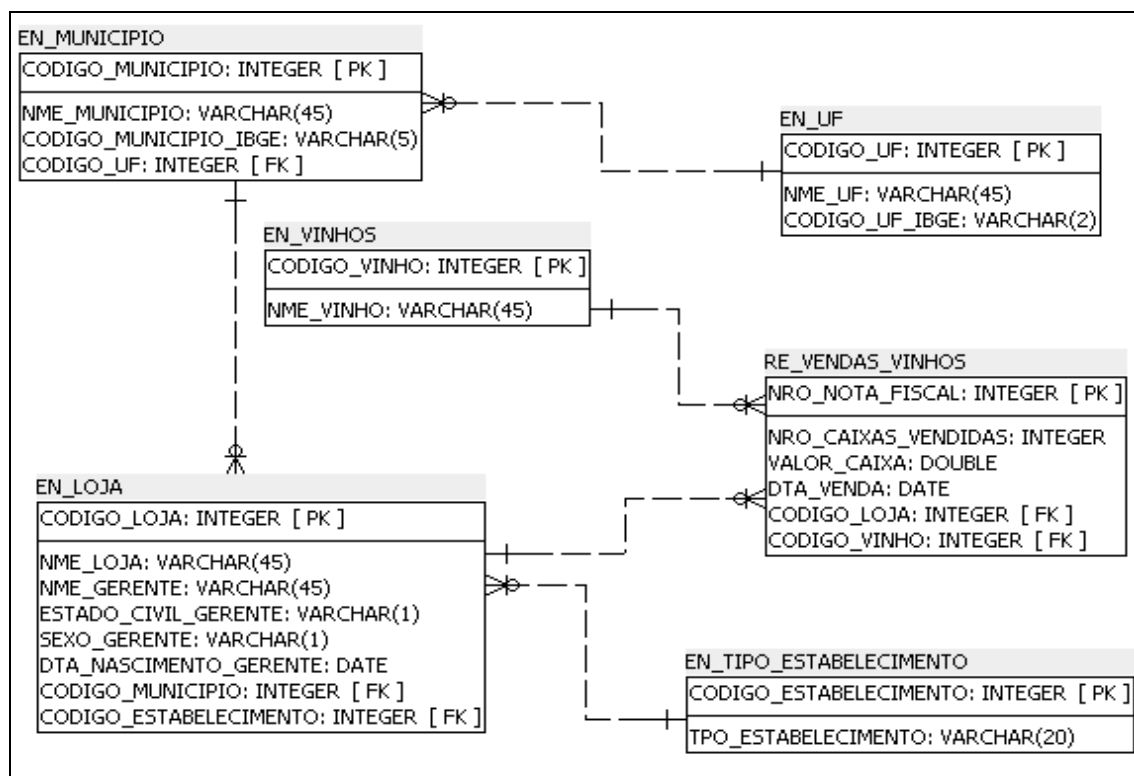 EN_MUNICIPIO
CODIGO_MUNICIPIO: INTEGER [ PK ]
NME_MUNICIPIO: VARCHAR(45)
CODIGO_MUNICIPIO_IBGE: VARCHAR(5)
CODIGO_UF: INTEGER [ FK ]
EN_UF
CODIGO_UF: INTEGER [ PK ]
NME_UF: VARCHAR(45)
CODIGO_UF_IBGE: VARCHAR(2)
EN_VINHOS
CODIGO_VINHO: INTEGER [ PK ]
NME_VINHO: VARCHAR(45)
RE_VENDAS_VINHOS
NRO_NOTA_FISCAL: INTEGER [ PK ]
NRO_CAIXAS_VENDIDAS: INTEGER
VALOR_CAIXA: DOUBLE
DTA_VENDA: DATE
CODIGO_LOJA: INTEGER [ FK ]
CODIGO_VINHO: INTEGER [ FK ]
EN_LOJA
CODIGO_LOJA: INTEGER [ PK ]
NME_LOJA: VARCHAR(45)
NME_GERENTE: VARCHAR(45)
ESTADO_CIVIL_GERENTE: VARCHAR(1)
SEXO_GERENTE: VARCHAR(1)
DTA_NASCIMENTO_GERENTE: DATE
CODIGO_MUNICIPIO: INTEGER [ FK ]
CODIGO_ESTABELECIMENTO: INTEGER [ FK ]
EN_TIPO_ESTABELECIMENTO
CODIGO_ESTABELECIMENTO: INTEGER [ PK ]
TPO_ESTABELECIMENTO: VARCHAR(20)